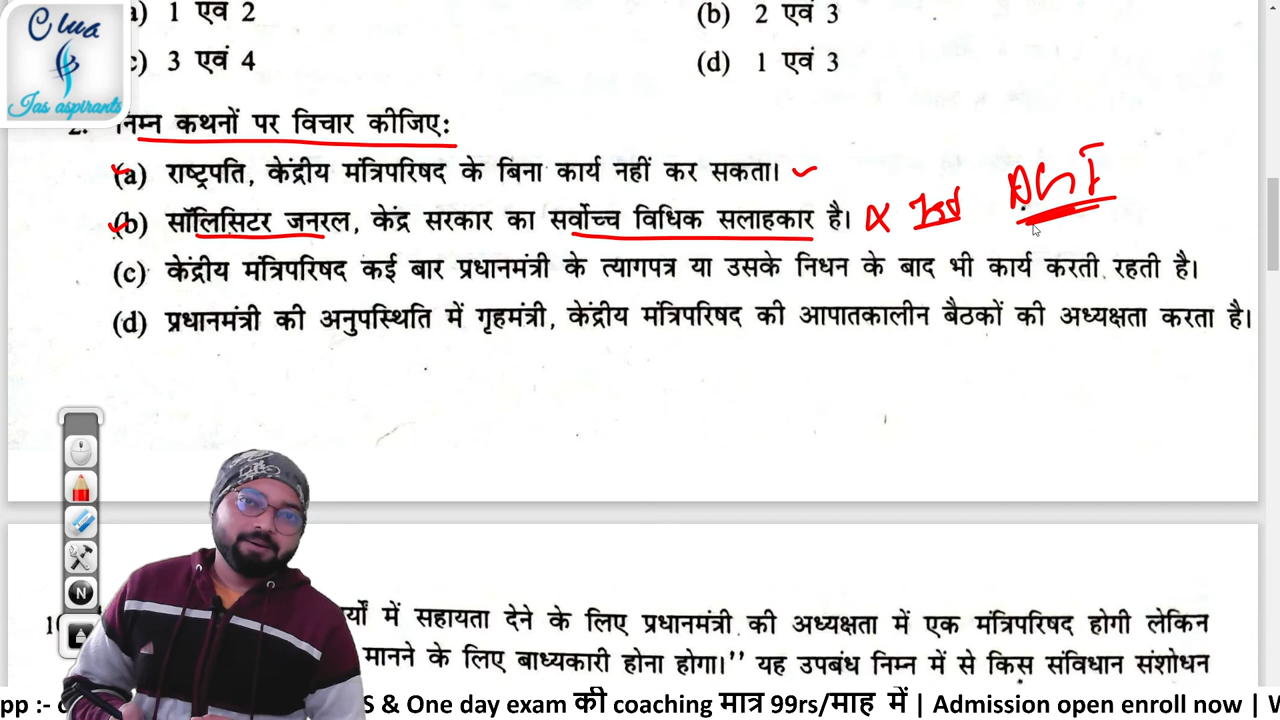 Clua
Ias aspirants
a) 1 एवं 2
(b) 2 एवं 3
c) 3 एवं 4
(d) 1 एवं 3
2. निम्न कथनों पर विचार कीजिए:
(a) राष्ट्रपति, केंद्रीय मंत्रिपरिषद के बिना कार्य नहीं कर सकता।
(b) सॉलिसिटर जनरल, केंद्र सरकार का सर्वोच्च विधिक सलाहकार है।
(c) केंद्रीय मंत्रिपरिषद कई बार प्रधानमंत्री के त्यागपत्र या उसके निधन के बाद भी कार्य करती रहती है।
(d) प्रधानमंत्री की अनुपस्थिति में गृहमंत्री, केंद्रीय मंत्रिपरिषद की आपातकालीन बैठकों की अध्यक्षता करता है।
N
र्यों में सहायता देने के लिए प्रधानमंत्री की अध्यक्षता में एक मंत्रिपरिषद होगी लेकिन
मानने के लिए बाध्यकारी होना होगा।” यह उपबंध निम्न में से किस संविधान संशोधन
pp :- S & One day exam की coaching मात्र 99rs/माह में | Admission open enroll now | W